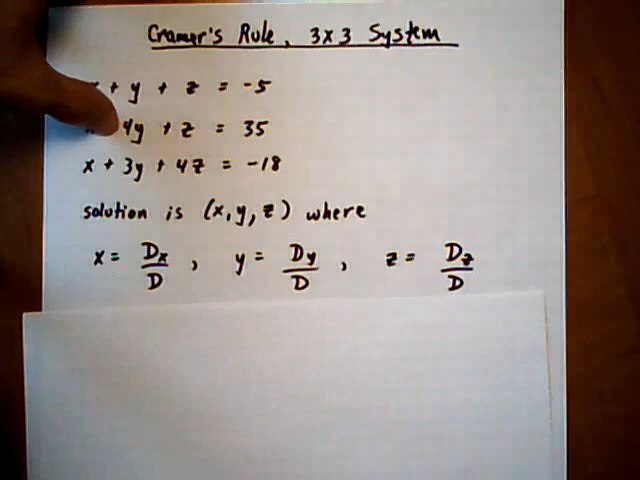 Cramer's Rule, 3x3 System
x + y + z = -5
4y + z = 35
x + 3y + 4z = -18
solution is (x, y, z) where
x = Dx/D, y = Dy/D, z = Dz/D